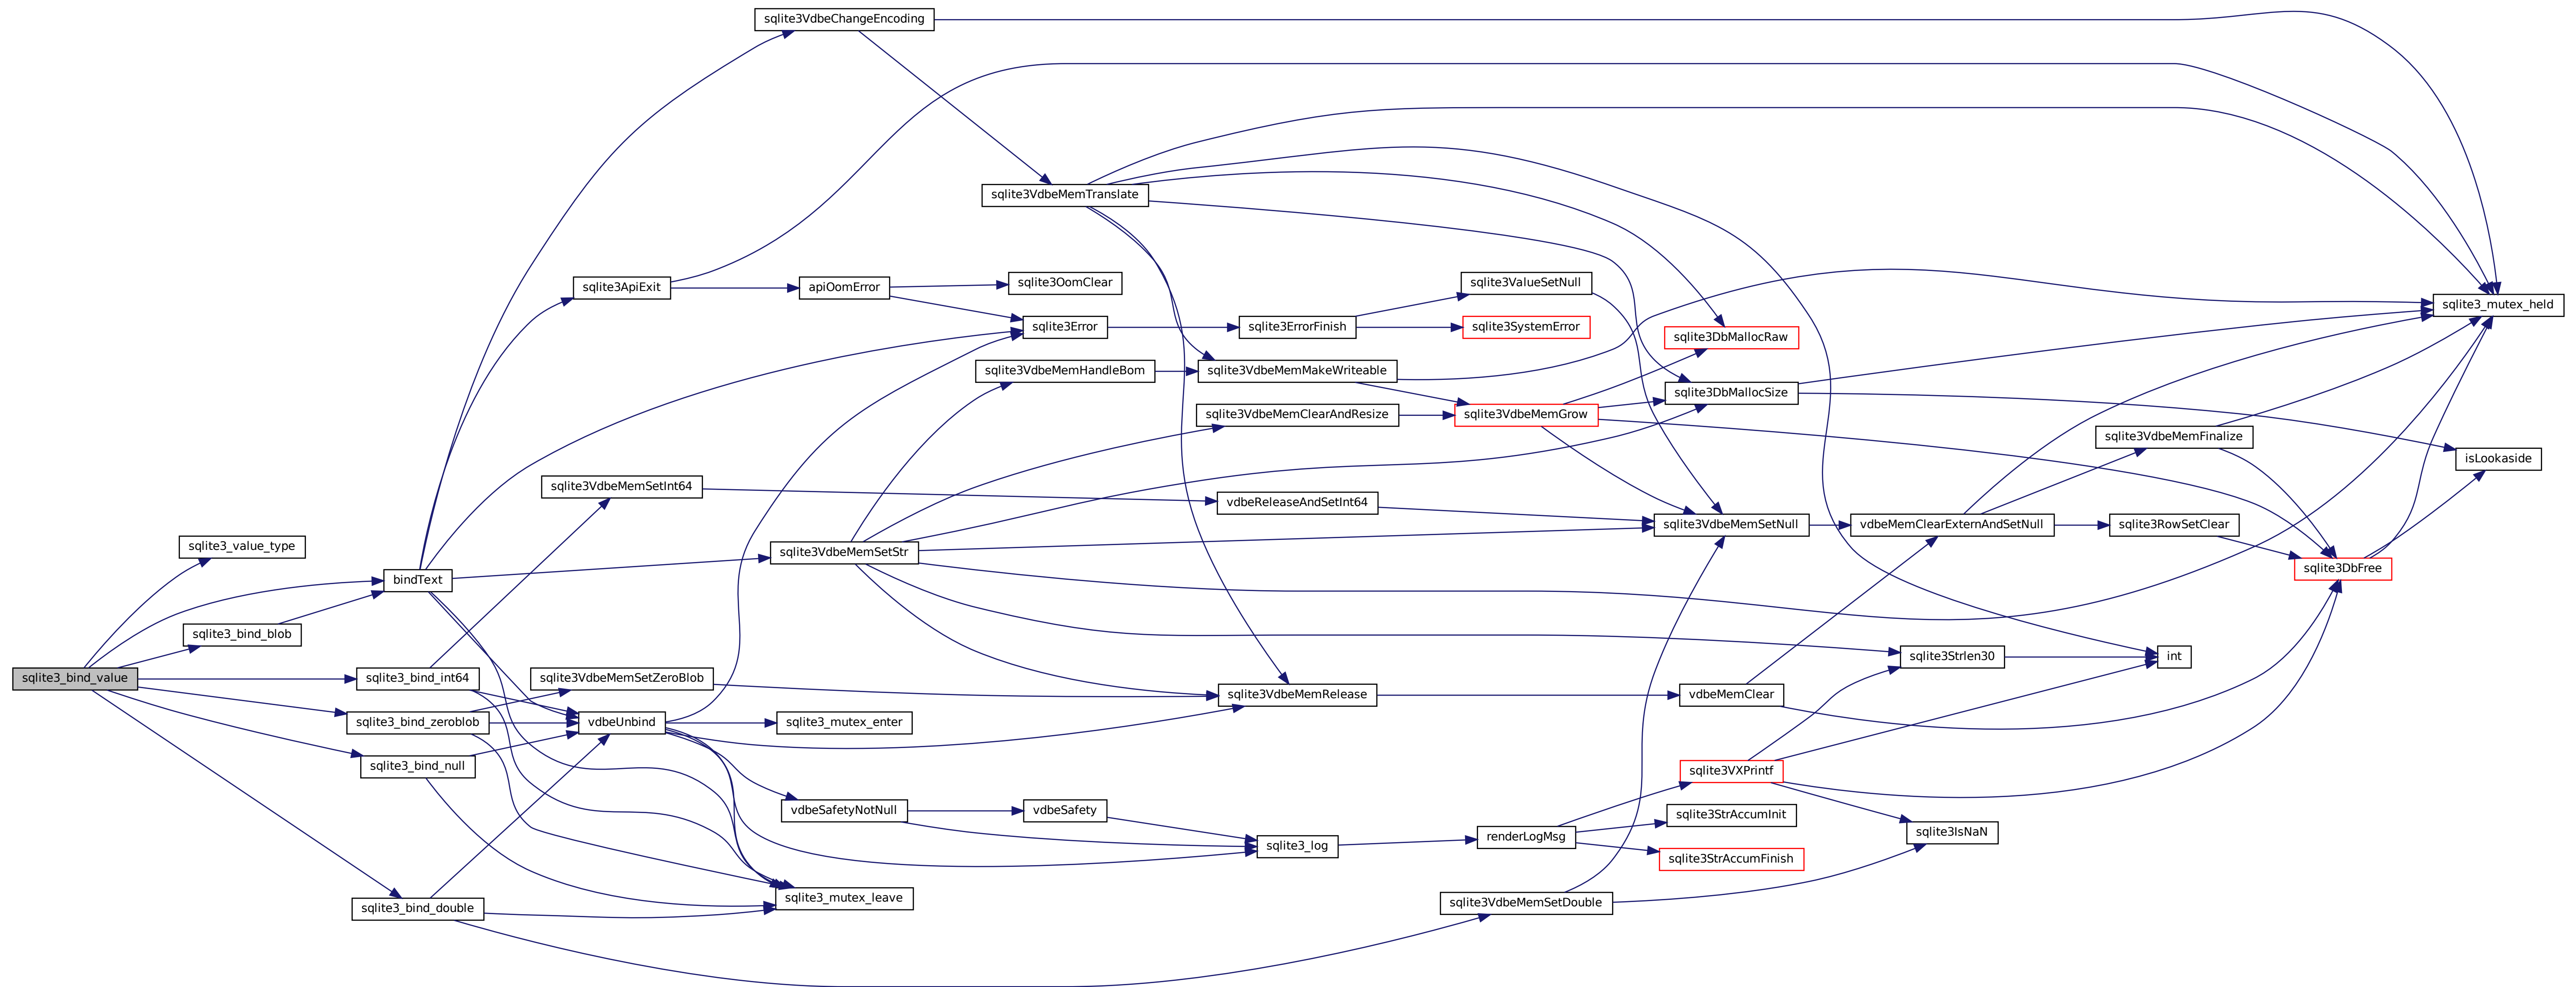 sqlite3_bind_value
sqlite3_value_type
bindText
sqlite3_bind_blob
sqlite3_bind_int64
sqlite3_bind_zeroblob
sqlite3_bind_null
sqlite3_bind_double
sqlite3ApiExit
sqlite3VdbeMemSetInt64
sqlite3VdbeMemSetZeroBlob
vdbeUnbind
sqlite3VdbeChangeEncoding
apiOomError
sqlite3VdbeMemSetStr
sqlite3_mutex_enter
vdbeSafetyNotNull
sqlite3_mutex_leave
sqlite3VdbeMemTranslate
sqlite3OomClear
sqlite3Error
sqlite3VdbeMemHandleBom
vdbeSafety
sqlite3ErrorFinish
sqlite3VdbeMemMakeWriteable
sqlite3VdbeMemClearAndResize
vdbeReleaseAndSetInt64
sqlite3VdbeMemRelease
sqlite3_log
sqlite3ValueSetNull
sqlite3SystemError
sqlite3VdbeMemGrow
renderLogMsg
sqlite3VdbeMemSetDouble
sqlite3DbMallocRaw
sqlite3DbMallocSize
sqlite3VdbeMemSetNull
vdbeMemClear
sqlite3VXPrintf
sqlite3StrAccumInit
sqlite3StrAccumFinish
vdbeMemClearExternAndSetNull
sqlite3Strlen30
sqlite3IsNaN
sqlite3VdbeMemFinalize
sqlite3RowSetClear
int
sqlite3DbFree
sqlite3_mutex_held
isLookaside